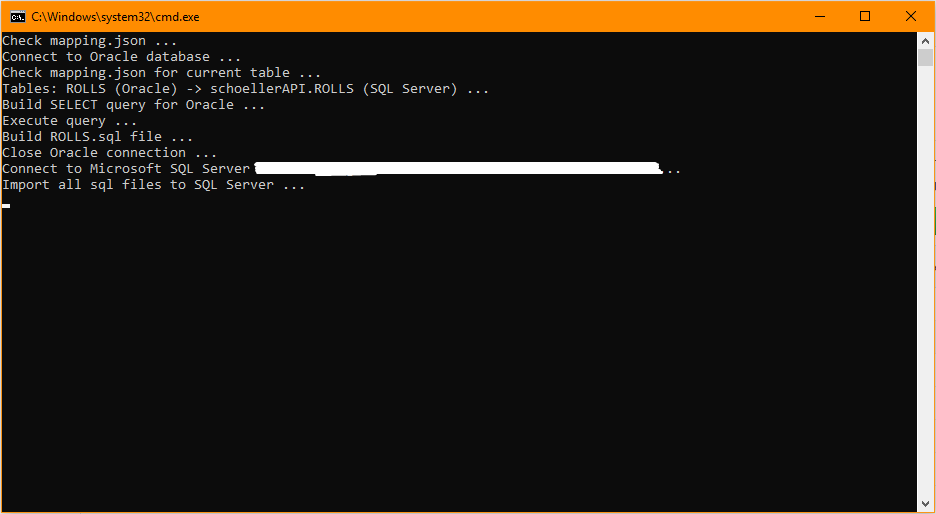 C:\Windows\system32\cmd.exe
Check mapping.json ...
Connect to Oracle database ...
Check mapping.json for current table ...
Tables: ROLLS (Oracle) -> schoellerAPI.ROLLS (SQL Server) ...
Build SELECT query for Oracle ...
Execute query ...
Build ROLLS.sql file ...
Close Oracle connection ...
Connect to Microsoft SQL Server ...
Import all sql files to SQL Server ...